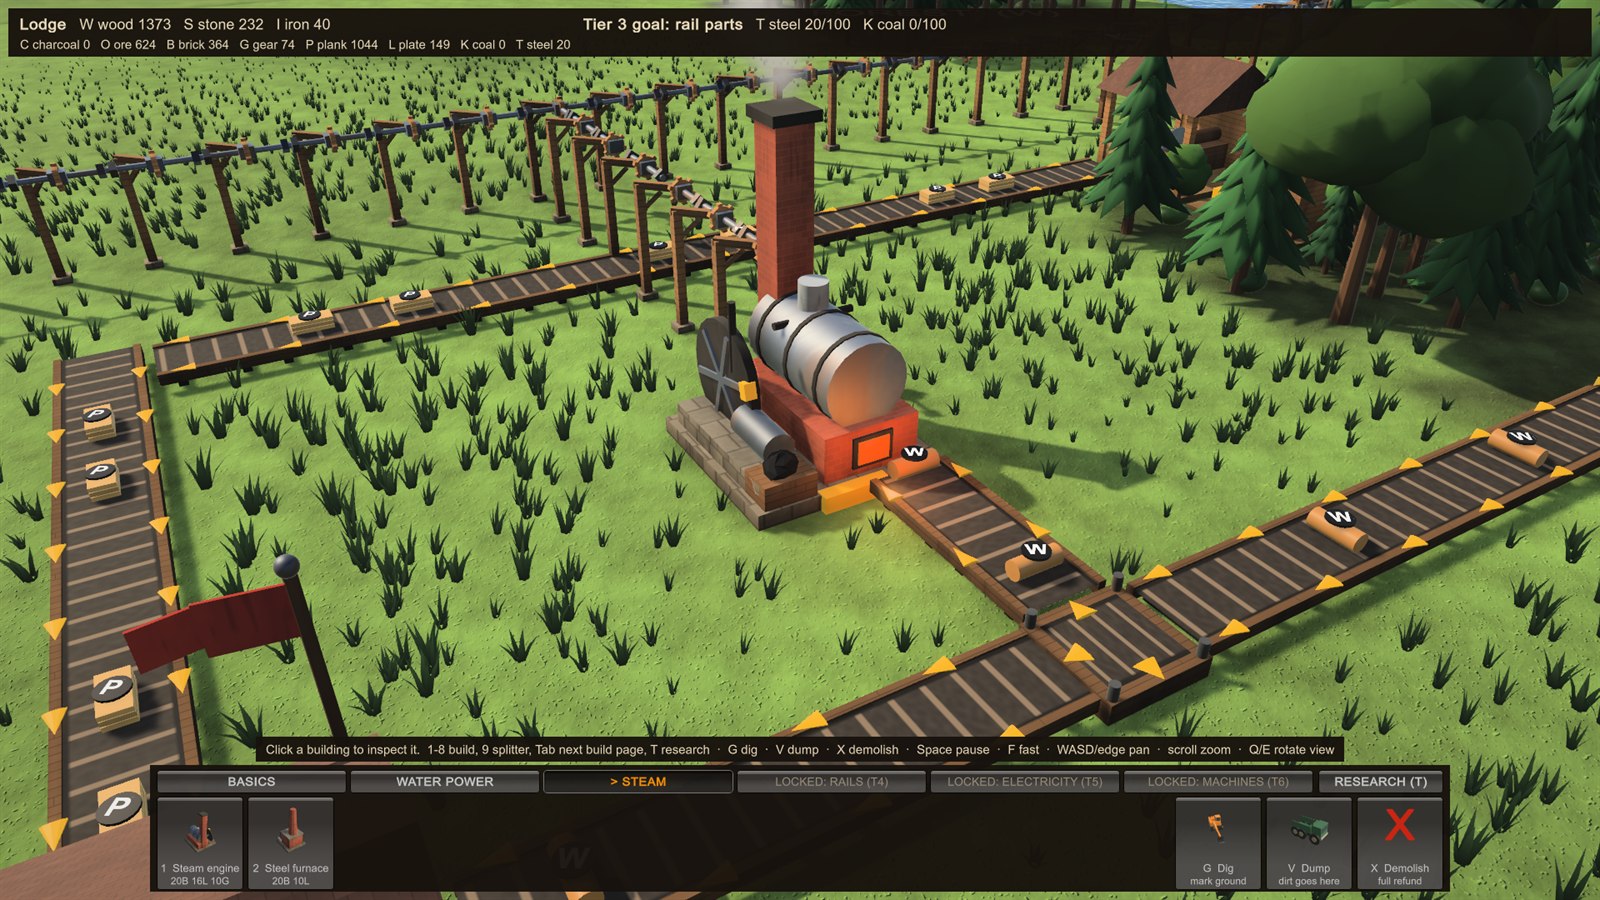 Lodge W wood 1373 S stone 232 I iron 40
C charcoal 0 O ore 624 B brick 364 G gear 74 P plank 1044 L plate 149 K coal 0 T steel 20
Tier 3 goal: rail parts T steel 20/100 K coal 0/100
P
P
P
P
P
P
P
P
P
W
W
W
W
Click a building to inspect it. 1-8 build, 9 splitter, Tab next build page, T research · G dig · V dump · X demolish · Space pause · F fast · WASD/edge pan · scroll zoom · Q/E rotate view
BASICS
WATER POWER
> STEAM
LOCKED: RAILS (T4)
LOCKED: ELECTRICITY (T5)
LOCKED: MACHINES (T6)
RESEARCH (T)
1 Steam engine
20B 16L 10G
2 Steel furnace
20B 10L
W
G Dig
mark ground
V Dump
dirt goes here
X Demolish
full refund